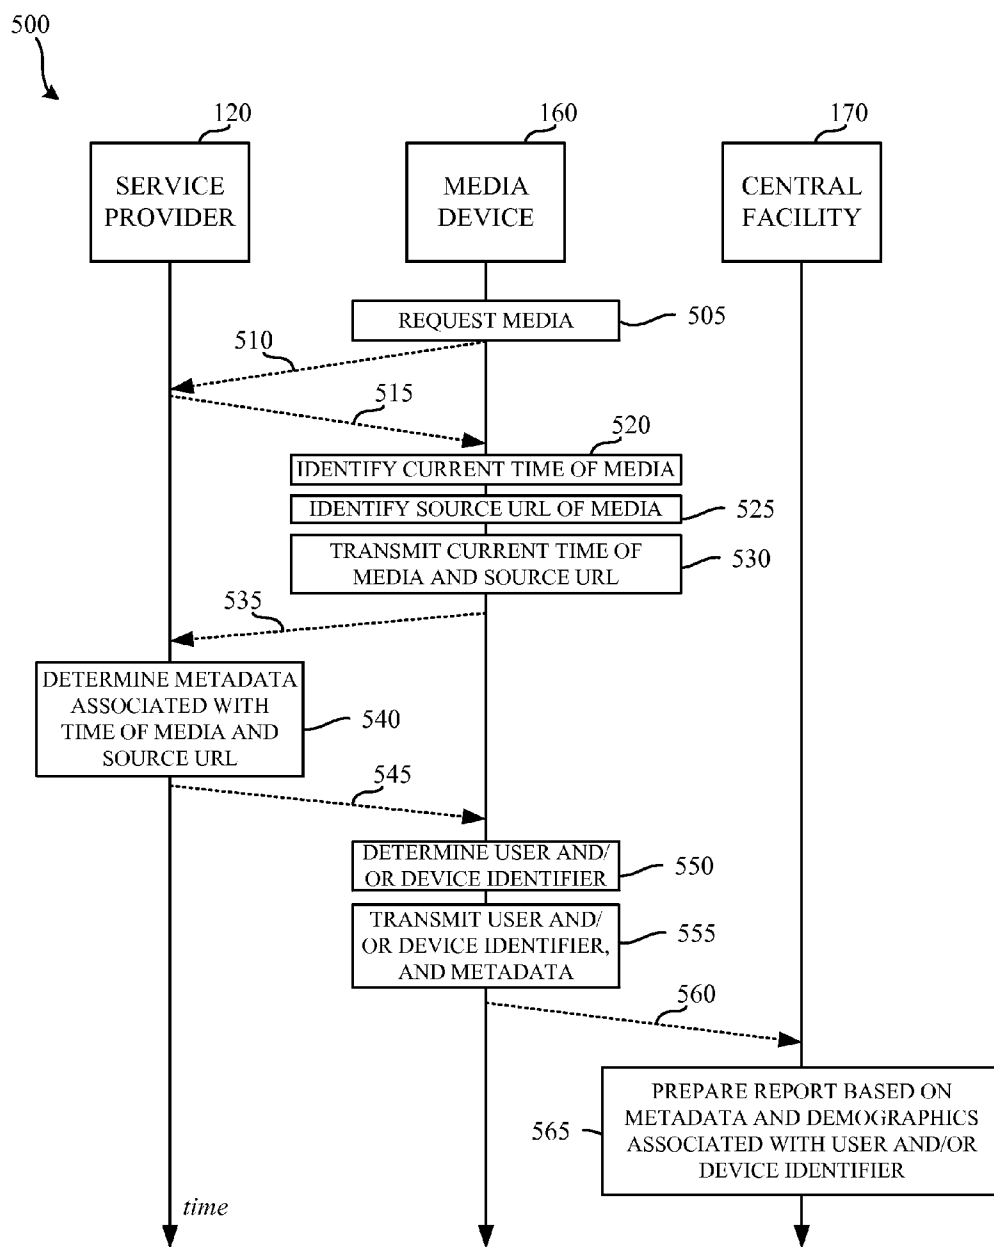 500
120
160
170
SERVICE
PROVIDER
MEDIA
DEVICE
CENTRAL
FACILITY
REQUEST MEDIA
505
510
515
520
IDENTIFY CURRENT TIME OF MEDIA
IDENTIFY SOURCE URL OF MEDIA
525
TRANSMIT CURRENT TIME OF
MEDIA AND SOURCE URL
530
535
DETERMINE METADATA
ASSOCIATED WITH
TIME OF MEDIA AND
SOURCE URL
540
545
DETERMINE USER AND/
OR DEVICE IDENTIFIER
550
TRANSMIT USER AND/
OR DEVICE IDENTIFIER,
AND METADATA
555
560
PREPARE REPORT BASED ON
METADATA AND DEMOGRAPHICS
ASSOCIATED WITH USER AND/OR
DEVICE IDENTIFIER
565
time